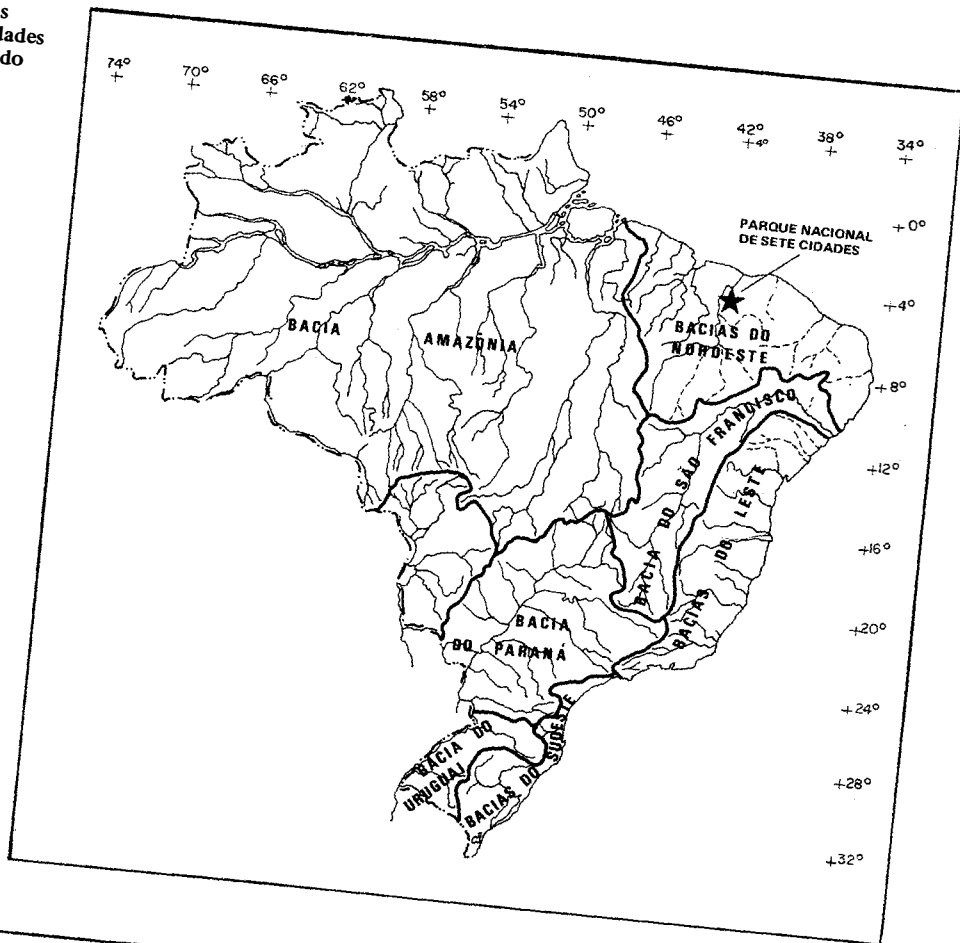 s
dades
do
74°
70°
66°
62°
58°
54°
50°
46°
42°
38°
34°
+4°
+0°
PARQUE NACIONAL
DE SETE CIDADES
+4°
BACIA
AMAZÔNIA
BACIAS DO
NORDESTE
+8°
BACIA DO SÃO FRANCISCO
+12°
BACIAS DO LESTE
+16°
BACIA
DO PARANÁ
+20°
+24°
BACIA DO
URUGUAI
BACIAS DO SUDESTE
+28°
+32°